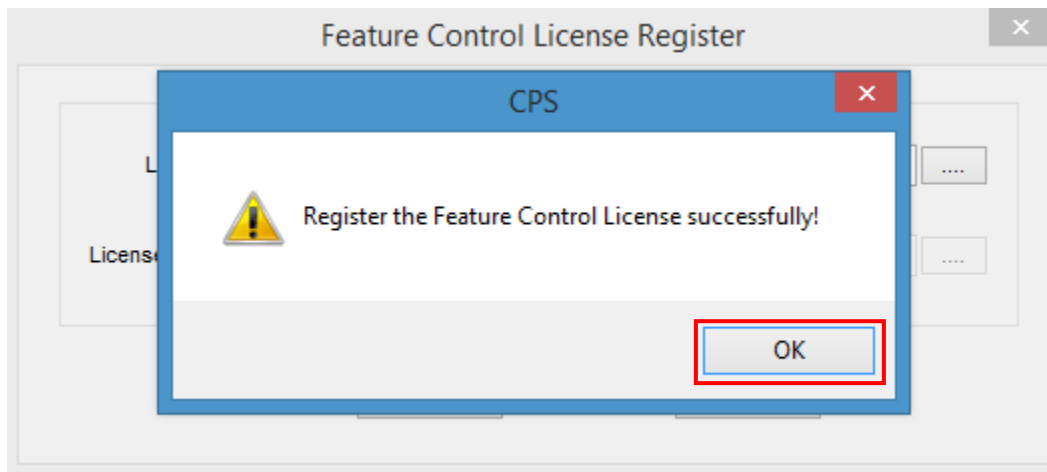 Feature Control License Register
CPS
....
Register the Feature Control License successfully!
....
OK